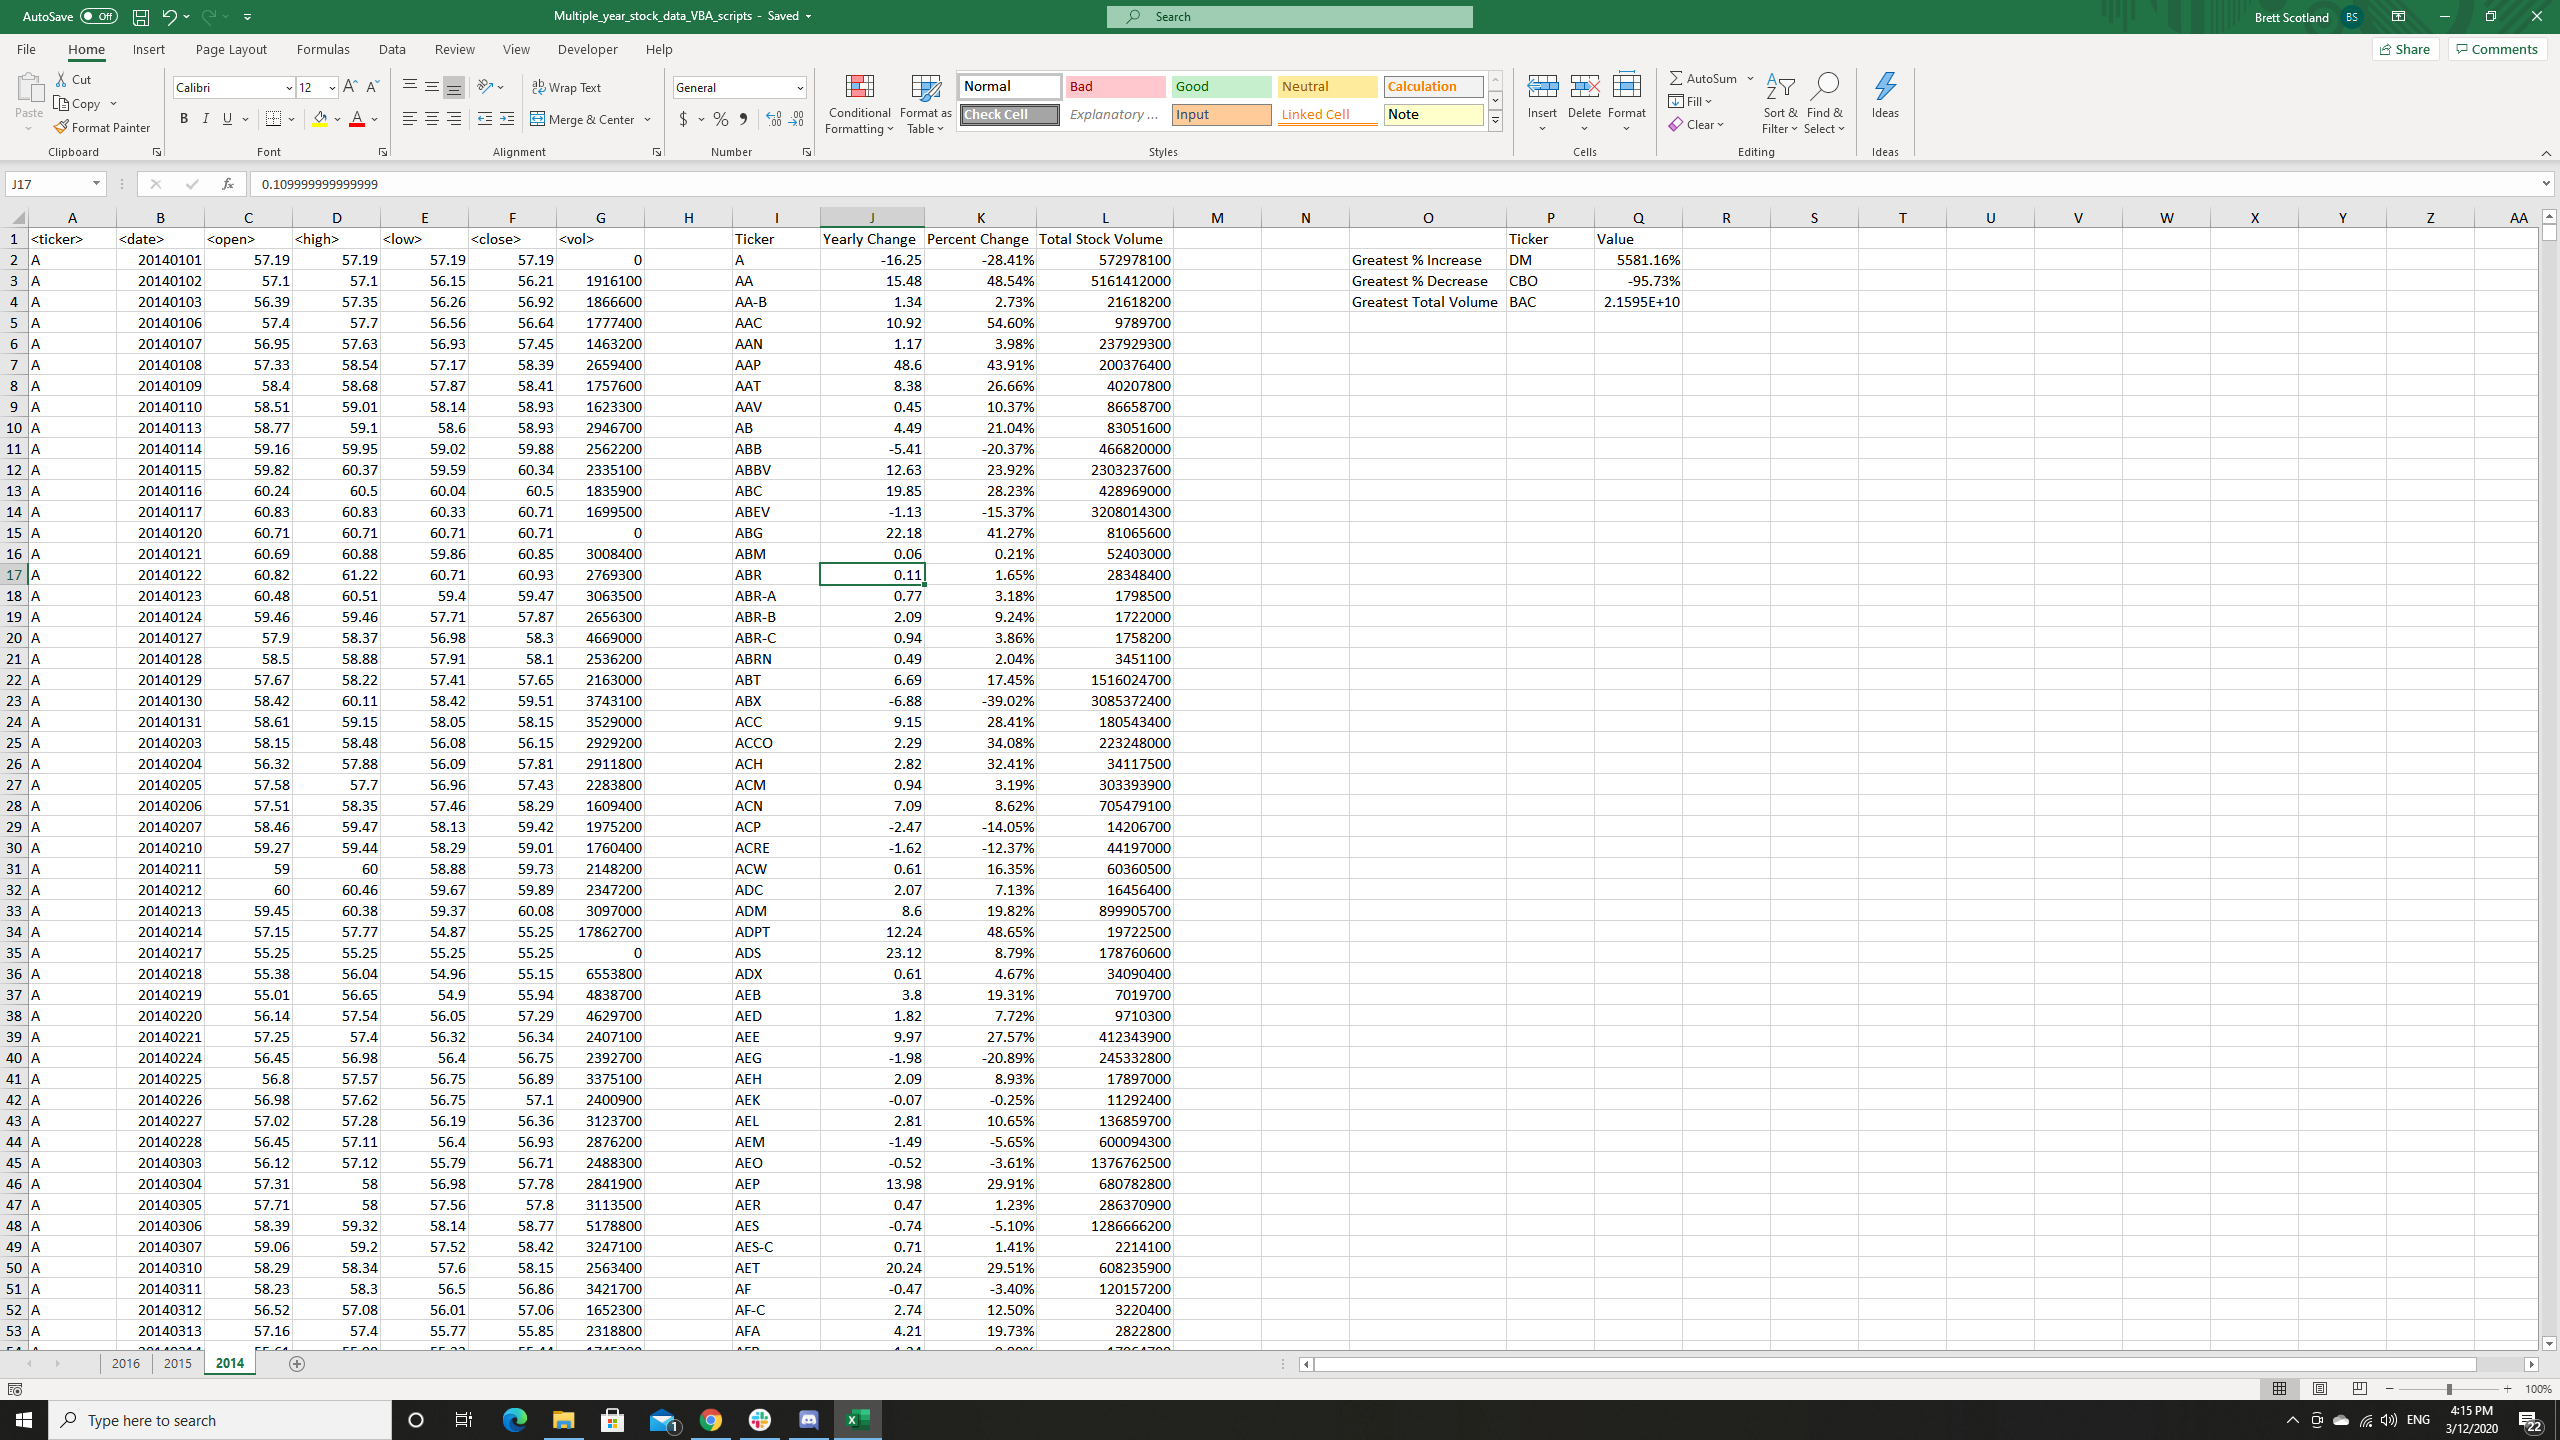 AutoSave Off Multiple_year_stock_data_VBA_scripts - Saved Search Brett Scotland BS
File Home Insert Page Layout Formulas Data Review View Developer Help Share Comments
Paste Cut Copy Format Painter Clipboard
Calibri 12 A A B I U A Font
ab Wrap Text Merge & Center Alignment
General $ % Number
Conditional Formatting Format as Table
Normal Bad Good Neutral Calculation
Check Cell Explanatory ... Input Linked Cell Note
Styles
Insert Delete Format Cells
AutoSum Fill Clear Sort & Filter Find & Select Editing
Ideas Ideas
J17 fx 0.109999999999999
A B C D E F G H I J K L M N O P Q R S T U V W X Y Z AA
1 <ticker> <date> <open> <high> <low> <close> <vol> Ticker Yearly Change Percent Change Total Stock Volume Ticker Value
2 A 20140101 57.19 57.19 57.19 57.19 0 A -16.25 -28.41% 572978100 Greatest % Increase DM 5581.16%
3 A 20140102 57.1 57.1 56.15 56.21 1916100 AA 15.48 48.54% 5161412000 Greatest % Decrease CBO -95.73%
4 A 20140103 56.39 57.35 56.26 56.92 1866600 AA-B 1.34 2.73% 21618200 Greatest Total Volume BAC 2.1595E+10
5 A 20140106 57.4 57.7 56.56 56.64 1777400 AAC 10.92 54.60% 9789700
6 A 20140107 56.95 57.63 56.93 57.45 1463200 AAN 1.17 3.98% 237929300
7 A 20140108 57.33 58.54 57.17 58.39 2659400 AAP 48.6 43.91% 200376400
8 A 20140109 58.4 58.68 57.87 58.41 1757600 AAT 8.38 26.66% 40207800
9 A 20140110 58.51 59.01 58.14 58.93 1623300 AAV 0.45 10.37% 86658700
10 A 20140113 58.77 59.1 58.6 58.93 2946700 AB 4.49 21.04% 83051600
11 A 20140114 59.16 59.95 59.02 59.88 2562200 ABB -5.41 -20.37% 466820000
12 A 20140115 59.82 60.37 59.59 60.34 2335100 ABBV 12.63 23.92% 2303237600
13 A 20140116 60.24 60.5 60.04 60.5 1835900 ABC 19.85 28.23% 428969000
14 A 20140117 60.83 60.83 60.33 60.71 1699500 ABEV -1.13 -15.37% 3208014300
15 A 20140120 60.71 60.71 60.71 60.71 0 ABG 22.18 41.27% 81065600
16 A 20140121 60.69 60.88 59.86 60.85 3008400 ABM 0.06 0.21% 52403000
17 A 20140122 60.82 61.22 60.71 60.93 2769300 ABR 0.11 1.65% 28348400
18 A 20140123 60.48 60.51 59.4 59.47 3063500 ABR-A 0.77 3.18% 1798500
19 A 20140124 59.46 59.46 57.71 57.87 2656300 ABR-B 2.09 9.24% 1722000
20 A 20140127 57.9 58.37 56.98 58.3 4669000 ABR-C 0.94 3.86% 1758200
21 A 20140128 58.5 58.88 57.91 58.1 2536200 ABRN 0.49 2.04% 3451100
22 A 20140129 57.67 58.22 57.41 57.65 2163000 ABT 6.69 17.45% 1516024700
23 A 20140130 58.42 60.11 58.42 59.51 3743100 ABX -6.88 -39.02% 3085372400
24 A 20140131 58.61 59.15 58.05 58.15 3529000 ACC 9.15 28.41% 180543400
25 A 20140203 58.15 58.48 56.08 56.15 2929200 ACCO 2.29 34.08% 223248000
26 A 20140204 56.32 57.88 56.09 57.81 2911800 ACH 2.82 32.41% 34117500
27 A 20140205 57.58 57.7 56.96 57.43 2283800 ACM 0.94 3.19% 303393900
28 A 20140206 57.51 58.35 57.46 58.29 1609400 ACN 7.09 8.62% 705479100
29 A 20140207 58.46 59.47 58.13 59.42 1975200 ACP -2.47 -14.05% 14206700
30 A 20140210 59.27 59.44 58.29 59.01 1760400 ACRE -1.62 -12.37% 44197000
31 A 20140211 59 60 58.88 59.73 2148200 ACW 0.61 16.35% 60360500
32 A 20140212 60 60.46 59.67 59.89 2347200 ADC 2.07 7.13% 16456400
33 A 20140213 59.45 60.38 59.37 60.08 3097000 ADM 8.6 19.82% 899905700
34 A 20140214 57.15 57.77 54.87 55.25 17862700 ADPT 12.24 48.65% 19722500
35 A 20140217 55.25 55.25 55.25 55.25 0 ADS 23.12 8.79% 178760600
36 A 20140218 55.38 56.04 54.96 55.15 6553800 ADX 0.61 4.67% 34090400
37 A 20140219 55.01 56.65 54.9 55.94 4838700 AEB 3.8 19.31% 7019700
38 A 20140220 56.14 57.54 56.05 57.29 4629700 AED 1.82 7.72% 9710300
39 A 20140221 57.25 57.4 56.32 56.34 2407100 AEE 9.97 27.57% 412343900
40 A 20140224 56.45 56.98 56.4 56.75 2392700 AEG -1.98 -20.89% 245332800
41 A 20140225 56.8 57.57 56.75 56.89 3375100 AEH 2.09 8.93% 17897000
42 A 20140226 56.98 57.62 56.75 57.1 2400900 AEK -0.07 -0.25% 11292400
43 A 20140227 57.02 57.28 56.19 56.36 3123700 AEL 2.81 10.65% 136859700
44 A 20140228 56.45 57.11 56.4 56.93 2876200 AEM -1.49 -5.65% 600094300
45 A 20140303 56.12 57.12 55.79 56.71 2488300 AEO -0.52 -3.61% 1376762500
46 A 20140304 57.31 58 56.98 57.78 2841900 AEP 13.98 29.91% 680782800
47 A 20140305 57.71 58 57.56 57.8 3113500 AER 0.47 1.23% 286370900
48 A 20140306 58.39 59.32 58.14 58.77 5178800 AES -0.74 -5.10% 1286666200
49 A 20140307 59.06 59.2 57.52 58.42 3247100 AES-C 0.71 1.41% 2214100
50 A 20140310 58.29 58.34 57.6 58.15 2563400 AET 20.24 29.51% 608235900
51 A 20140311 58.23 58.3 56.5 56.86 3421700 AF -0.47 -3.40% 120157200
52 A 20140312 56.52 57.08 56.01 57.06 1652300 AF-C 2.74 12.50% 3220400
53 A 20140313 57.16 57.4 55.77 55.85 2318800 AFA 4.21 19.73% 2822800
2016 2015 2014
100%
Type here to search 1 ENG 4:15 PM 3/12/2020 22